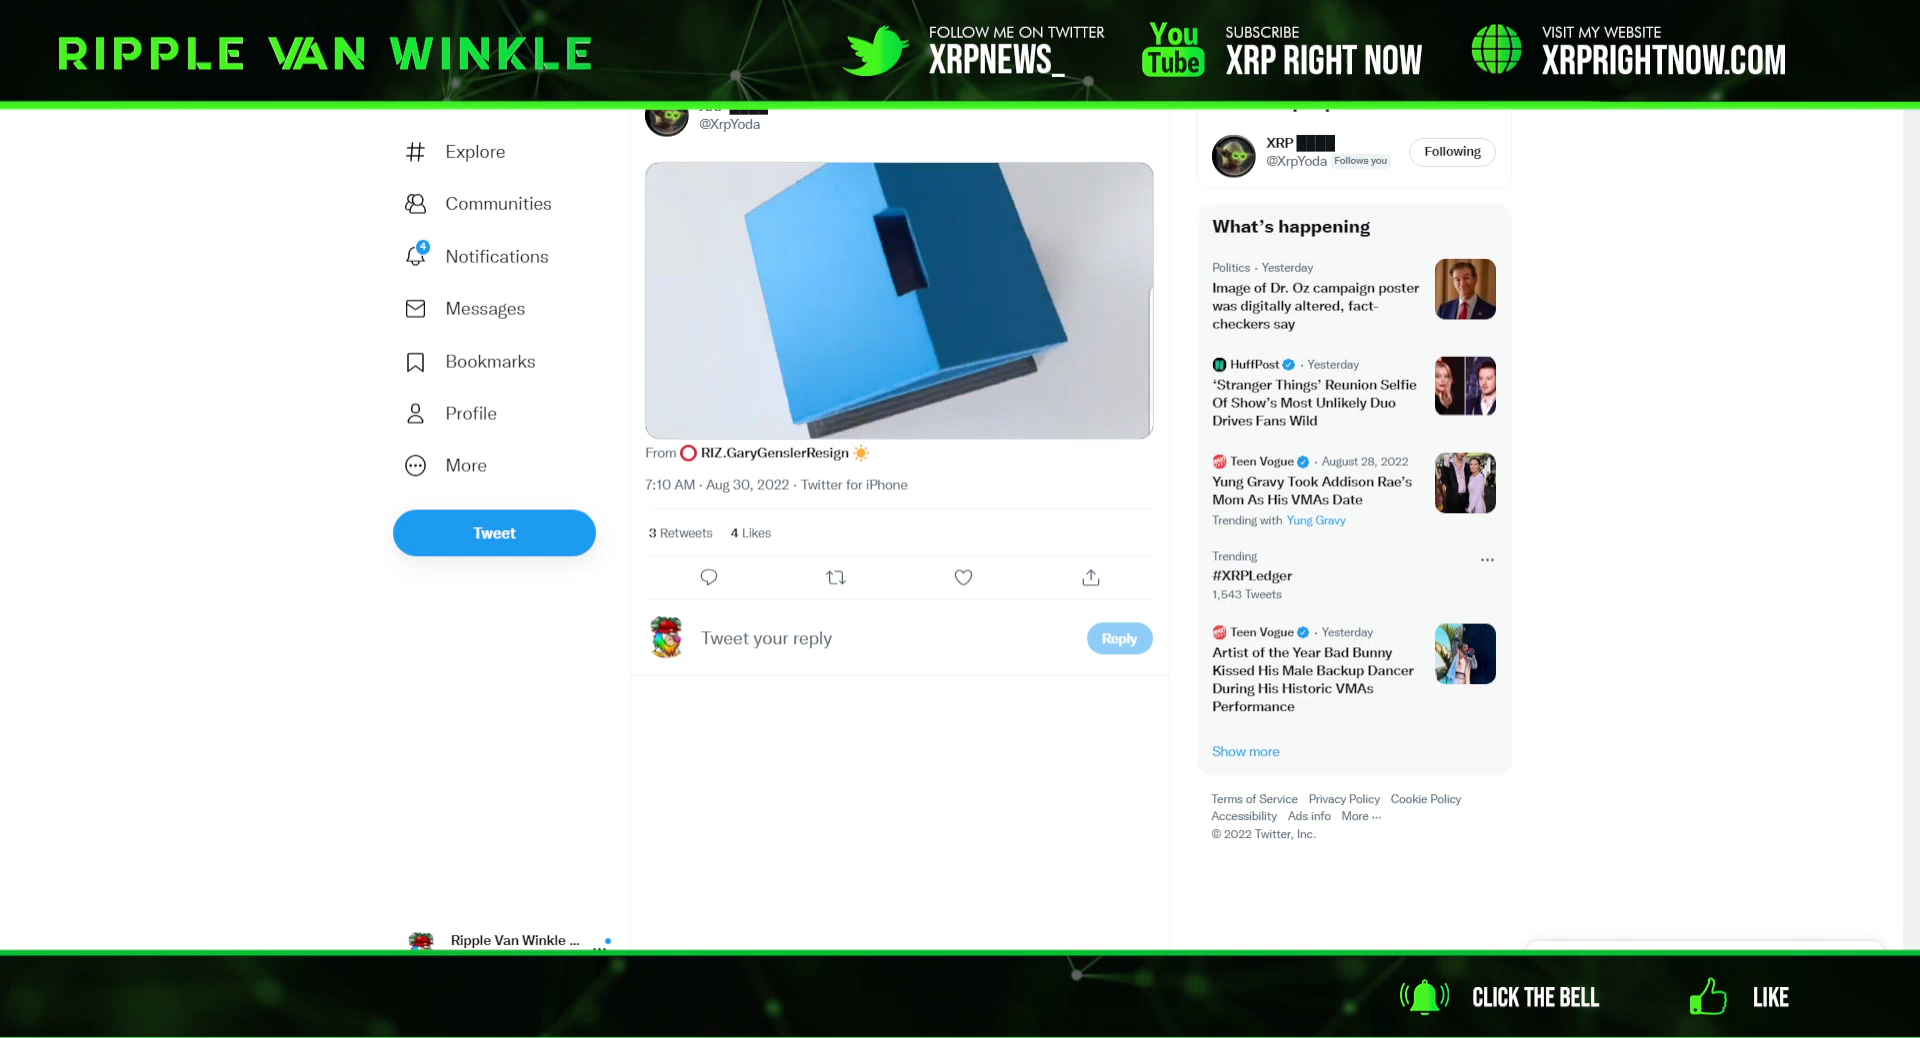 RIPPLE VAN WINKLE
FOLLOW ME ON TWITTER
XRPNEWS_
You
Tube
SUBSCRIBE
XRP RIGHT NOW
VISIT MY WEBSITE
XRPRIGHTNOW.COM
Explore
Communities
4
Notifications
Messages
Bookmarks
Profile
More
Tweet
Ripple Van Winkle ...
@XrpYoda
From ⭕ RIZ.GaryGenslerResign ☀️
7:10 AM · Aug 30, 2022 · Twitter for iPhone
3 Retweets 4 Likes
Tweet your reply
Reply
XRP ████
@XrpYoda Follows you
Following
What’s happening
Politics · Yesterday
Image of Dr. Oz campaign poster
was digitally altered, fact-
checkers say
HuffPost · Yesterday
‘Stranger Things’ Reunion Selfie
Of Show’s Most Unlikely Duo
Drives Fans Wild
Teen Vogue · August 28, 2022
Yung Gravy Took Addison Rae’s
Mom As His VMAs Date
Trending with Yung Gravy
Trending
#XRPLedger
1,543 Tweets
Teen Vogue · Yesterday
Artist of the Year Bad Bunny
Kissed His Male Backup Dancer
During His Historic VMAs
Performance
Show more
Terms of Service Privacy Policy Cookie Policy
Accessibility Ads info More ...
© 2022 Twitter, Inc.
CLICK THE BELL
LIKE